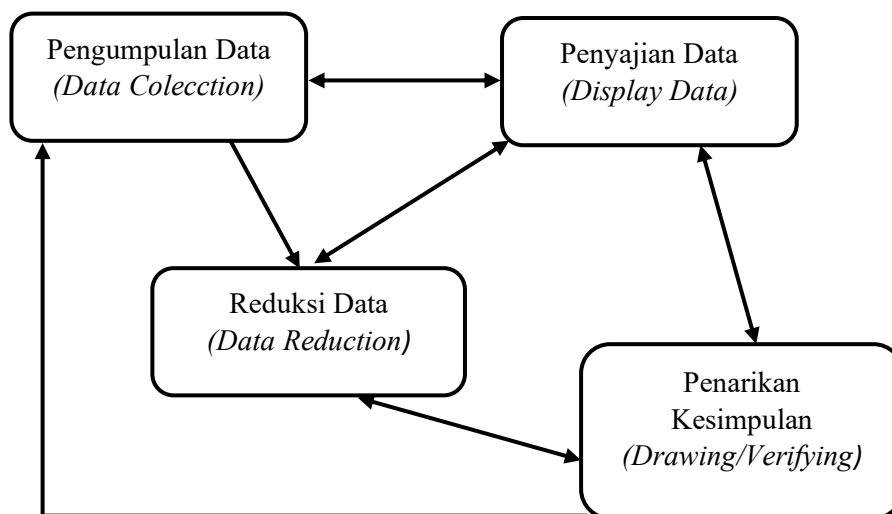 Pengumpulan Data
(Data Colecction)
Penyajian Data
(Display Data)
Reduksi Data
(Data Reduction)
Penarikan
Kesimpulan
(Drawing/Verifying)